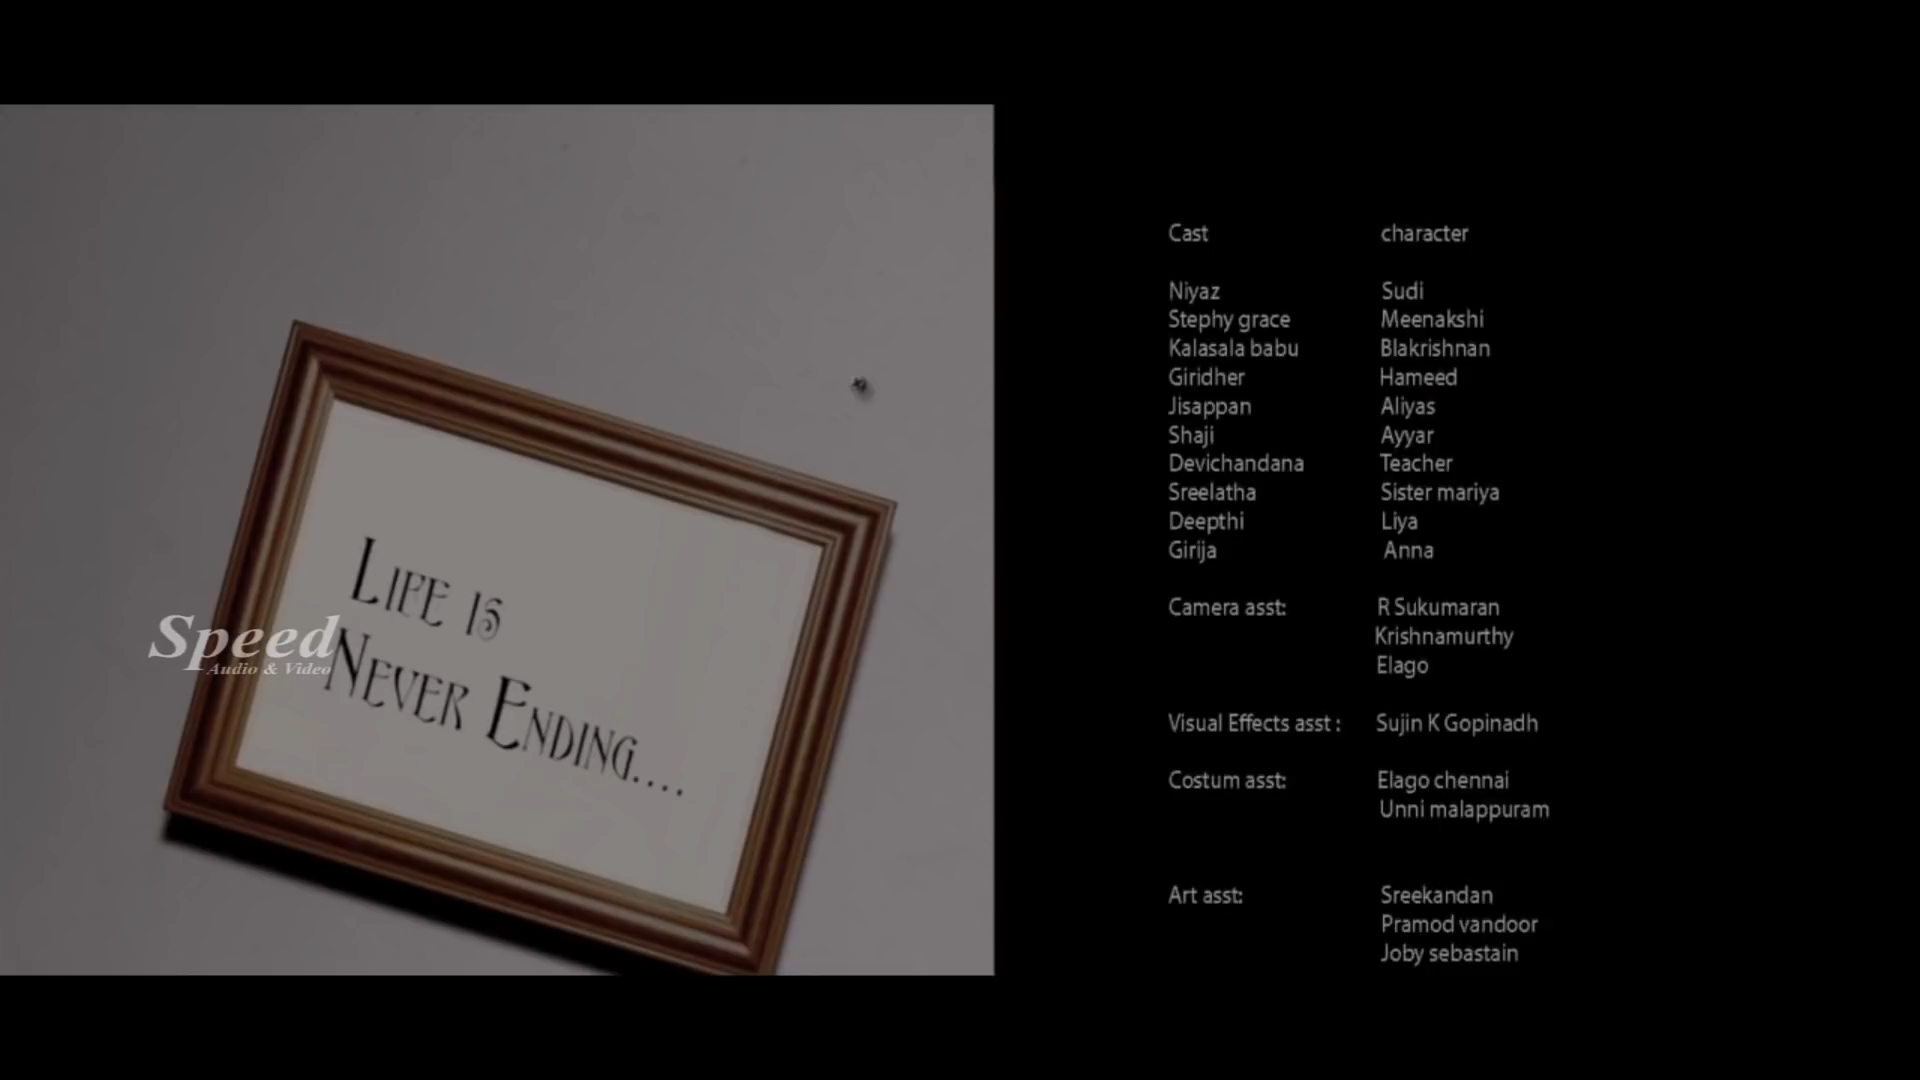 Life is
Never Ending....
Speed
Audio & Video
Cast character
Niyaz Sudi
Stephy grace Meenakshi
Kalasala babu Blakrishnan
Giridher Hameed
Jisappan Aliyas
Shaji Ayyar
Devichandana Teacher
Sreelatha Sister mariya
Deepthi Liya
Girija Anna
Camera asst: R Sukumaran
Krishnamurthy
Elago
Visual Effects asst : Sujin K Gopinadh
Costum asst: Elago chennai
Unni malappuram
Art asst: Sreekandan
Pramod vandoor
Joby sebastain